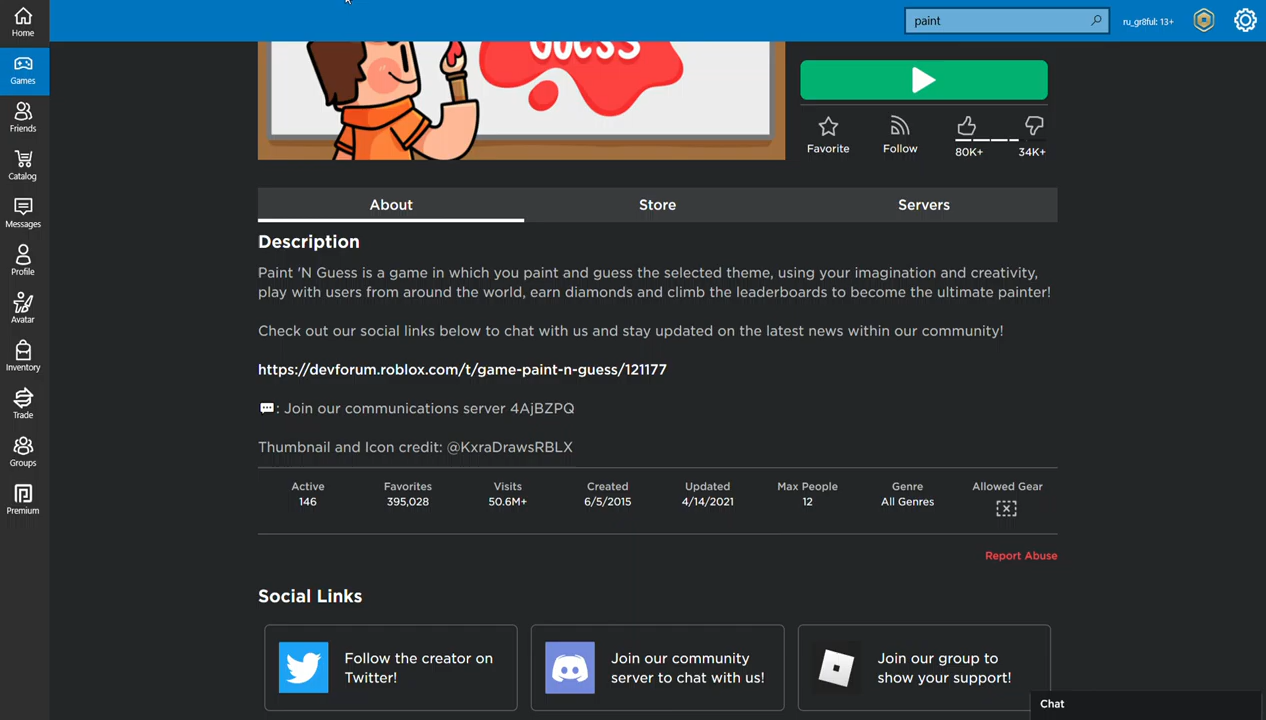 Home
paint
ru_gr8ful: 13+
Games
Friends
Catalog
Messages
Profile
Avatar
Inventory
Trade
Groups
Premium
GUESS
Favorite
Follow
80K+
34K+
About
Store
Servers
Description
Paint 'N Guess is a game in which you paint and guess the selected theme, using your imagination and creativity,
play with users from around the world, earn diamonds and climb the leaderboards to become the ultimate painter!
Check out our social links below to chat with us and stay updated on the latest news within our community!
https://devforum.roblox.com/t/game-paint-n-guess/121177
: Join our communications server 4AjBZPQ
Thumbnail and Icon credit: @KxraDrawsRBLX
Active
Favorites
Visits
Created
Updated
Max People
Genre
Allowed Gear
146
395,028
50.6M+
6/5/2015
4/14/2021
12
All Genres
Report Abuse
Social Links
Follow the creator on
Twitter!
Join our community
server to chat with us!
Join our group to
show your support!
Chat